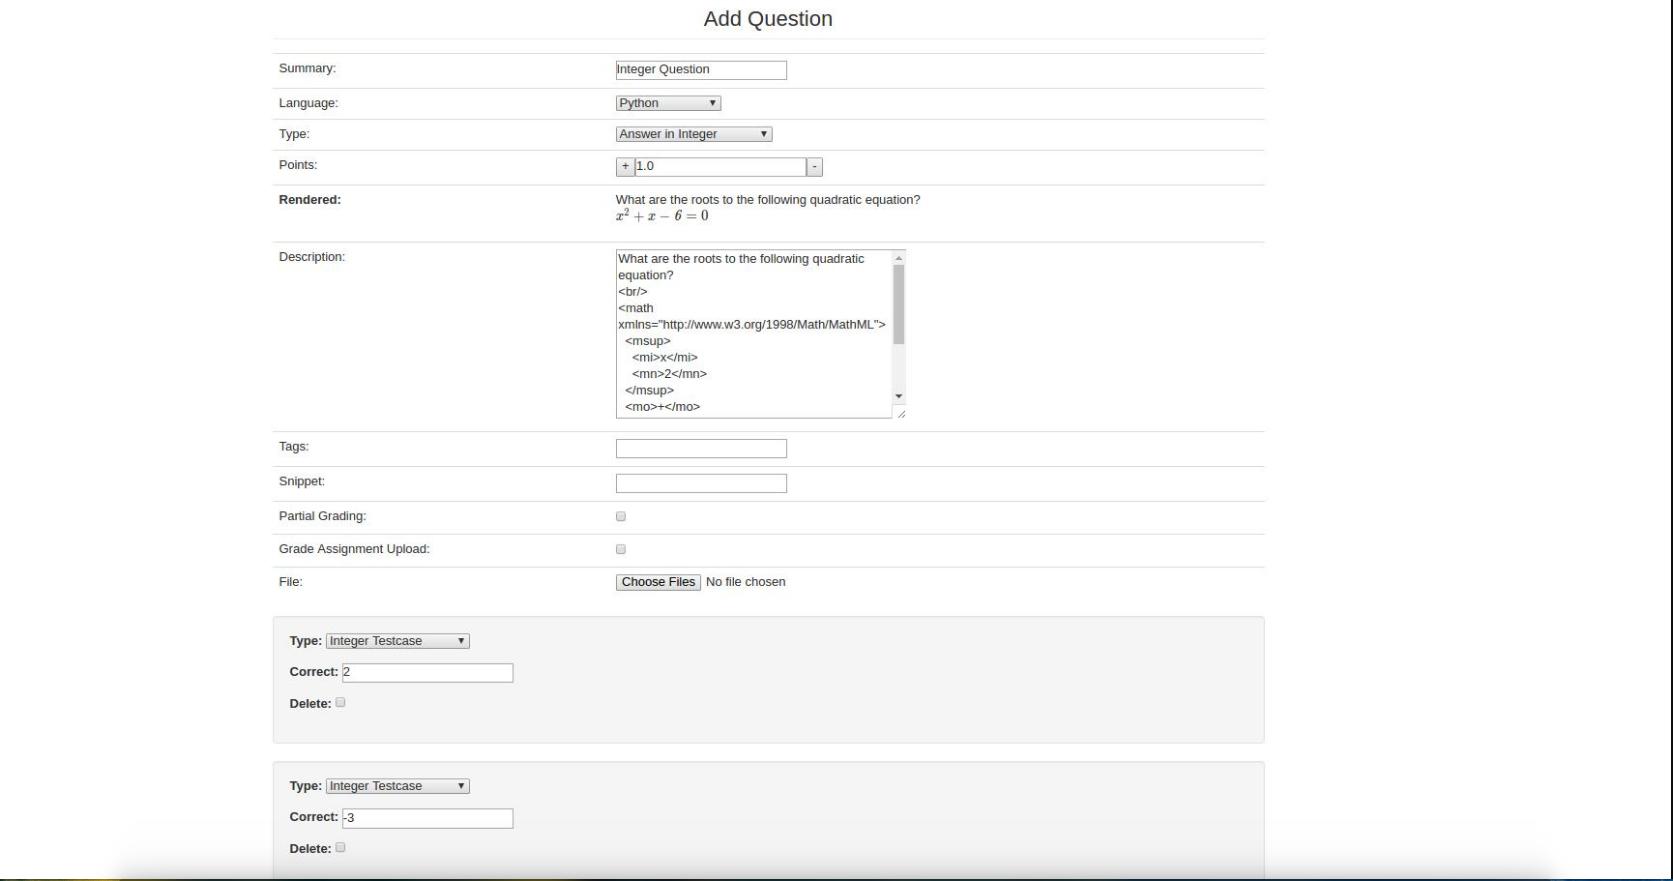 Add Question
Summary: Integer Question
Language: Python
Type: Answer in Integer
Points: + 1.0 -
Rendered: What are the roots to the following quadratic equation?
x² + x − 6 = 0
Description: What are the roots to the following quadratic
equation?
<br/>
<math
xmlns="http://www.w3.org/1998/Math/MathML">
<msup>
<mi>x</mi>
<mn>2</mn>
</msup>
<mo>+</mo>
Tags:
Snippet:
Partial Grading:
Grade Assignment Upload:
File: Choose Files No file chosen
Type: Integer Testcase
Correct: 2
Delete:
Type: Integer Testcase
Correct: -3
Delete: